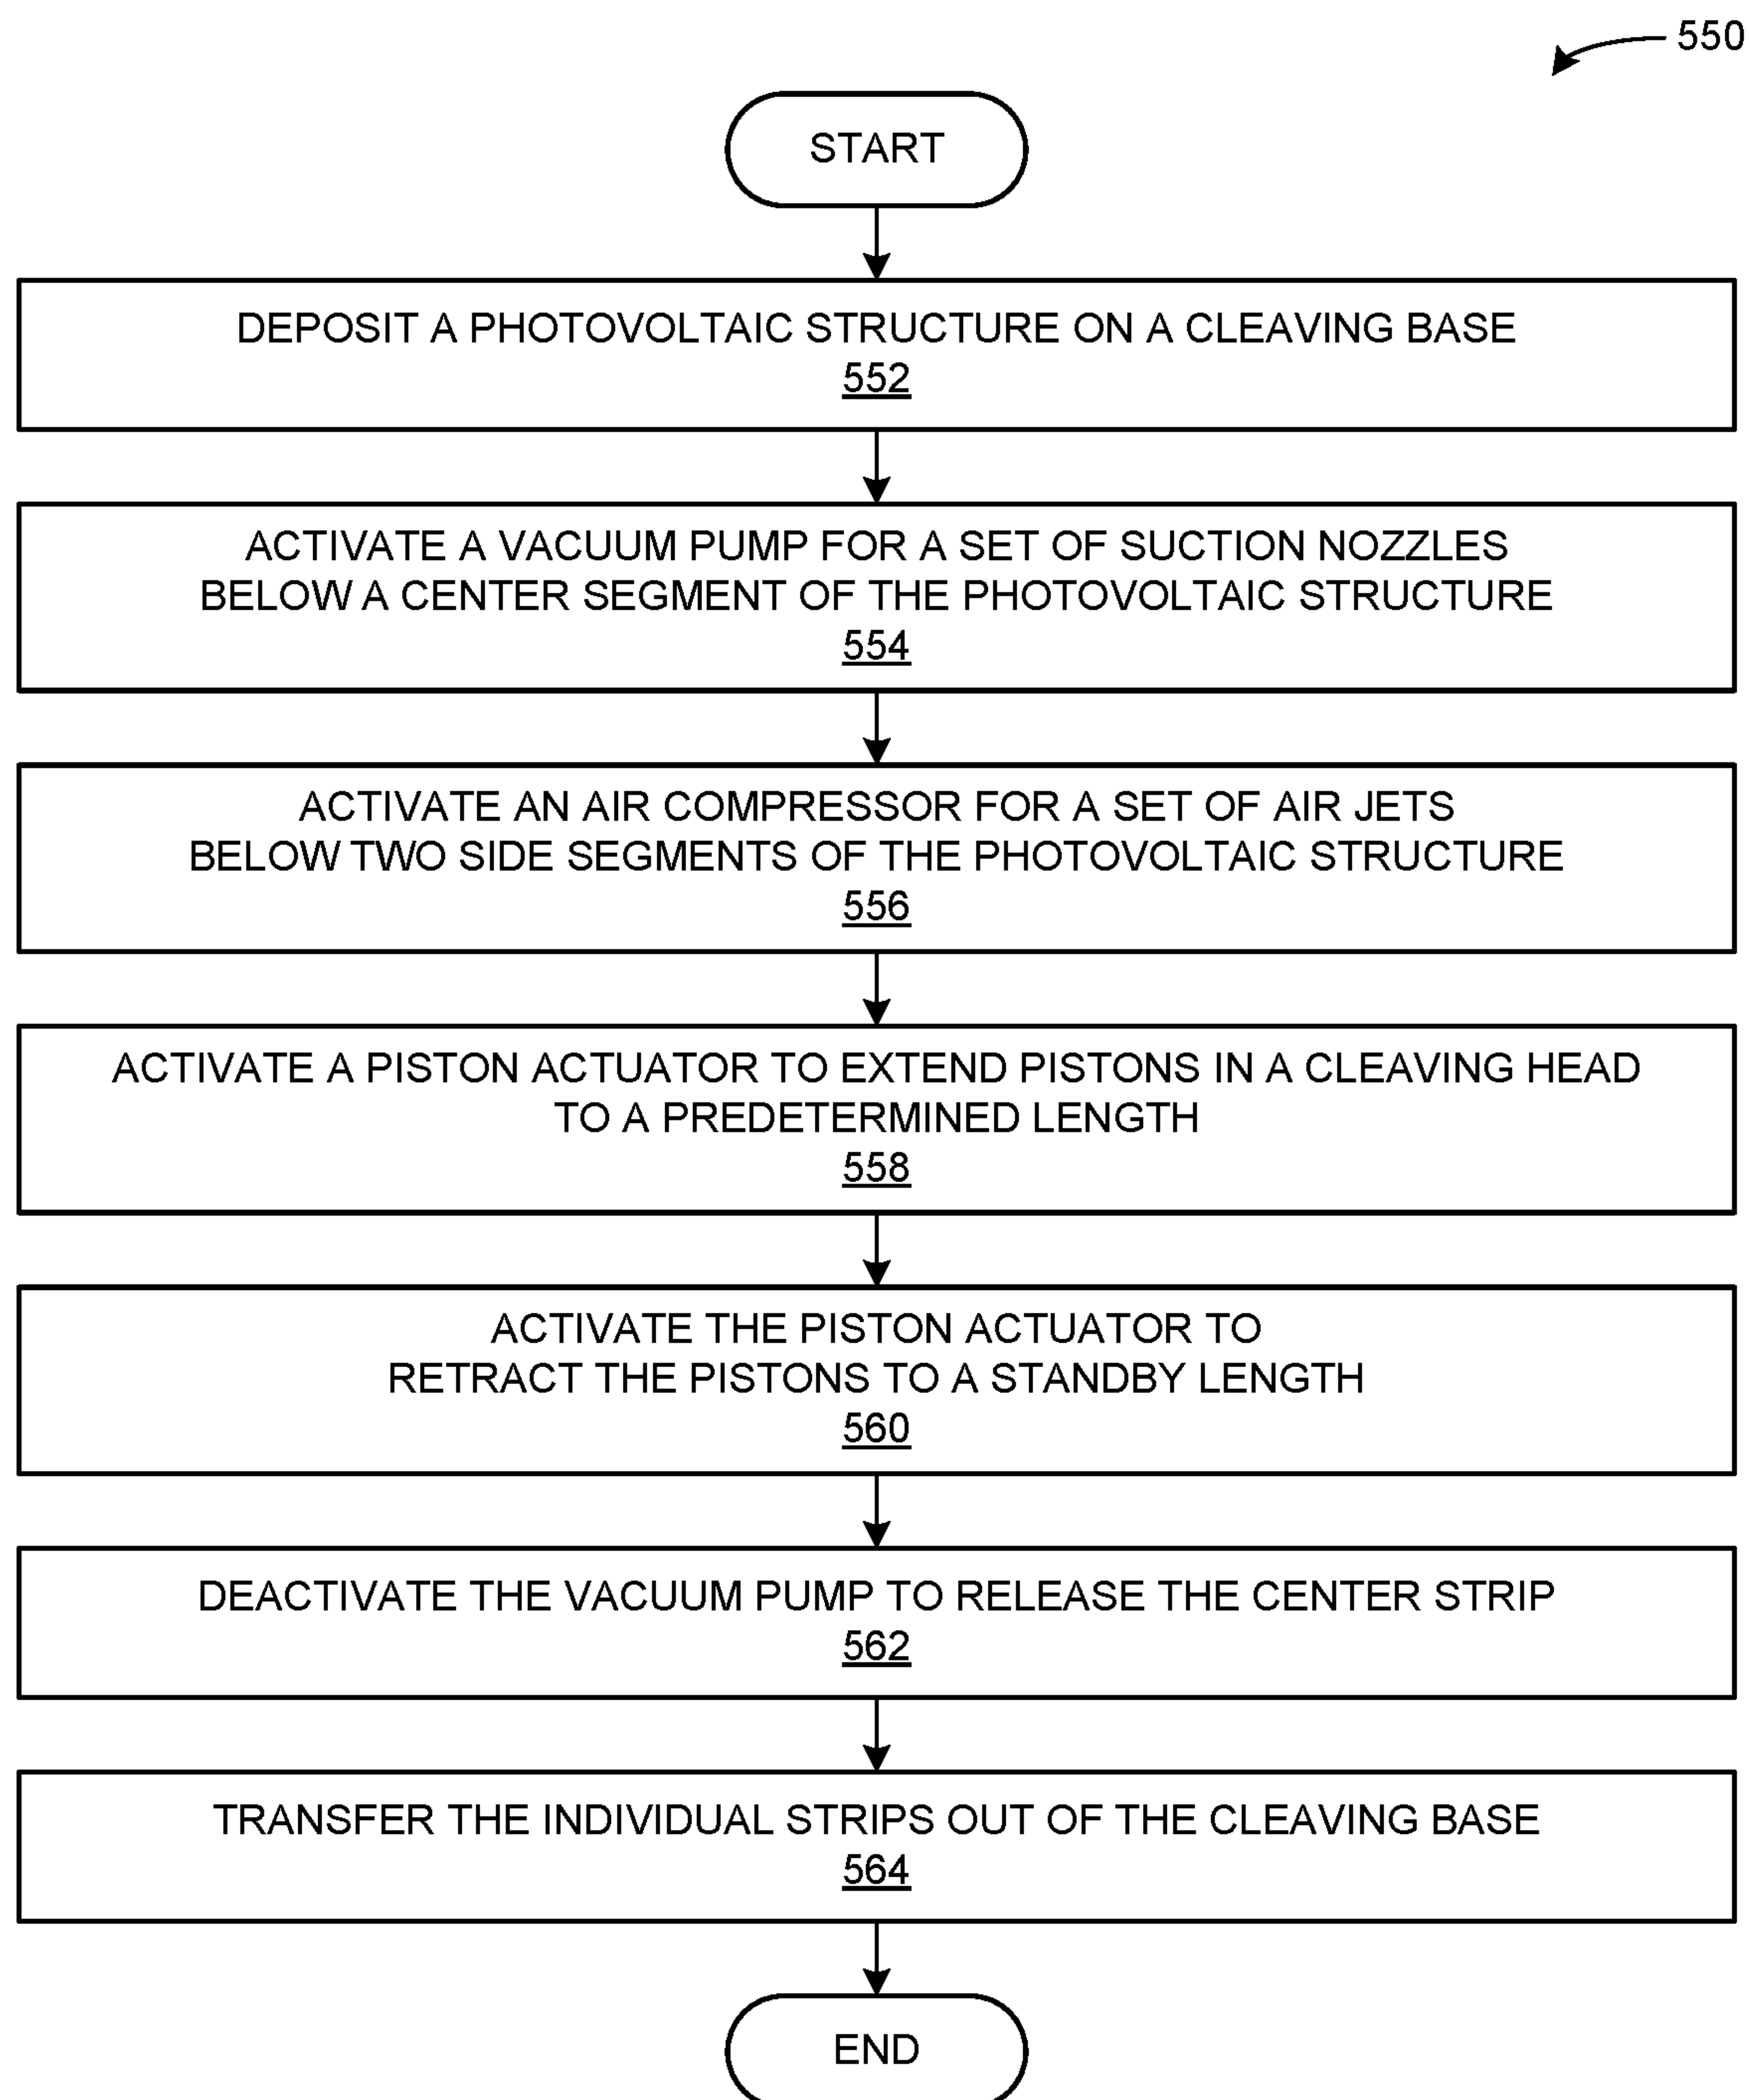 550
START
DEPOSIT A PHOTOVOLTAIC STRUCTURE ON A CLEAVING BASE
552
ACTIVATE A VACUUM PUMP FOR A SET OF SUCTION NOZZLES
BELOW A CENTER SEGMENT OF THE PHOTOVOLTAIC STRUCTURE
554
ACTIVATE AN AIR COMPRESSOR FOR A SET OF AIR JETS
BELOW TWO SIDE SEGMENTS OF THE PHOTOVOLTAIC STRUCTURE
556
ACTIVATE A PISTON ACTUATOR TO EXTEND PISTONS IN A CLEAVING HEAD
TO A PREDETERMINED LENGTH
558
ACTIVATE THE PISTON ACTUATOR TO
RETRACT THE PISTONS TO A STANDBY LENGTH
560
DEACTIVATE THE VACUUM PUMP TO RELEASE THE CENTER STRIP
562
TRANSFER THE INDIVIDUAL STRIPS OUT OF THE CLEAVING BASE
564
END